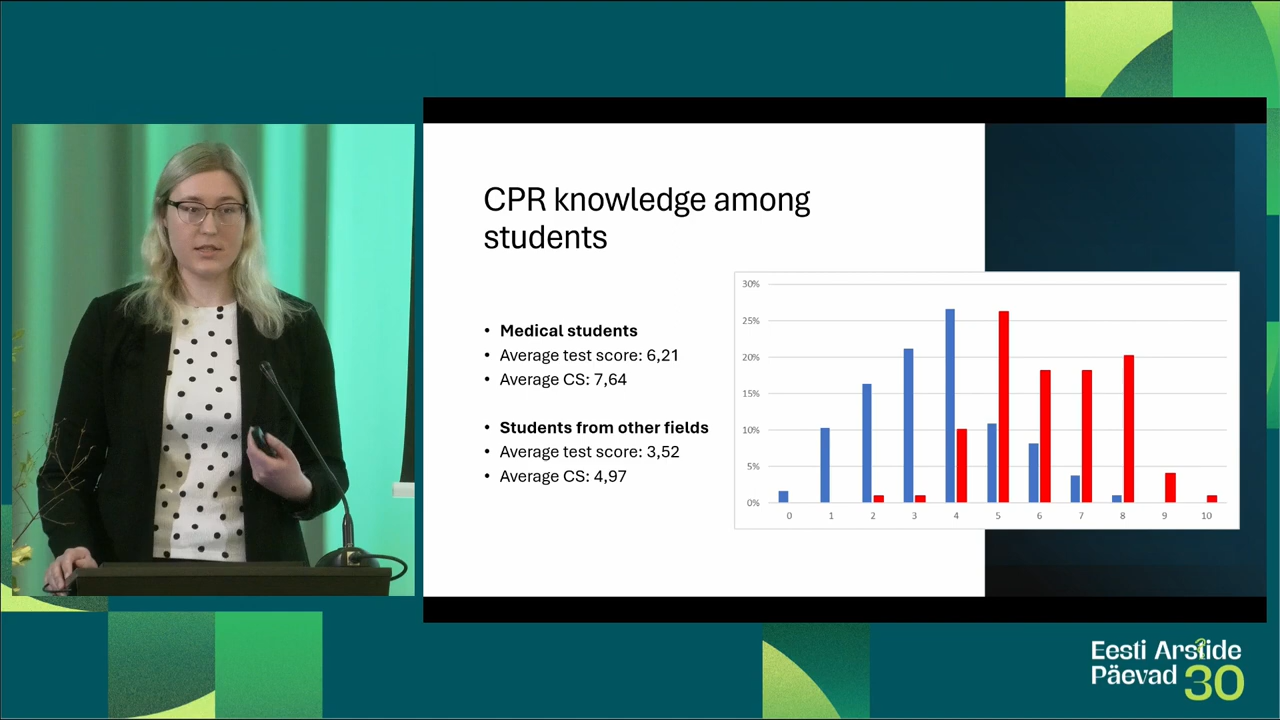 CPR knowledge among
students
• Medical students
• Average test score: 6,21
• Average CS: 7,64
• Students from other fields
• Average test score: 3,52
• Average CS: 4,97
30%
25%
20%
15%
10%
5%
0%
0 1 2 3 4 5 6 7 8 9 10
Eesti Arstide
Päevad 30